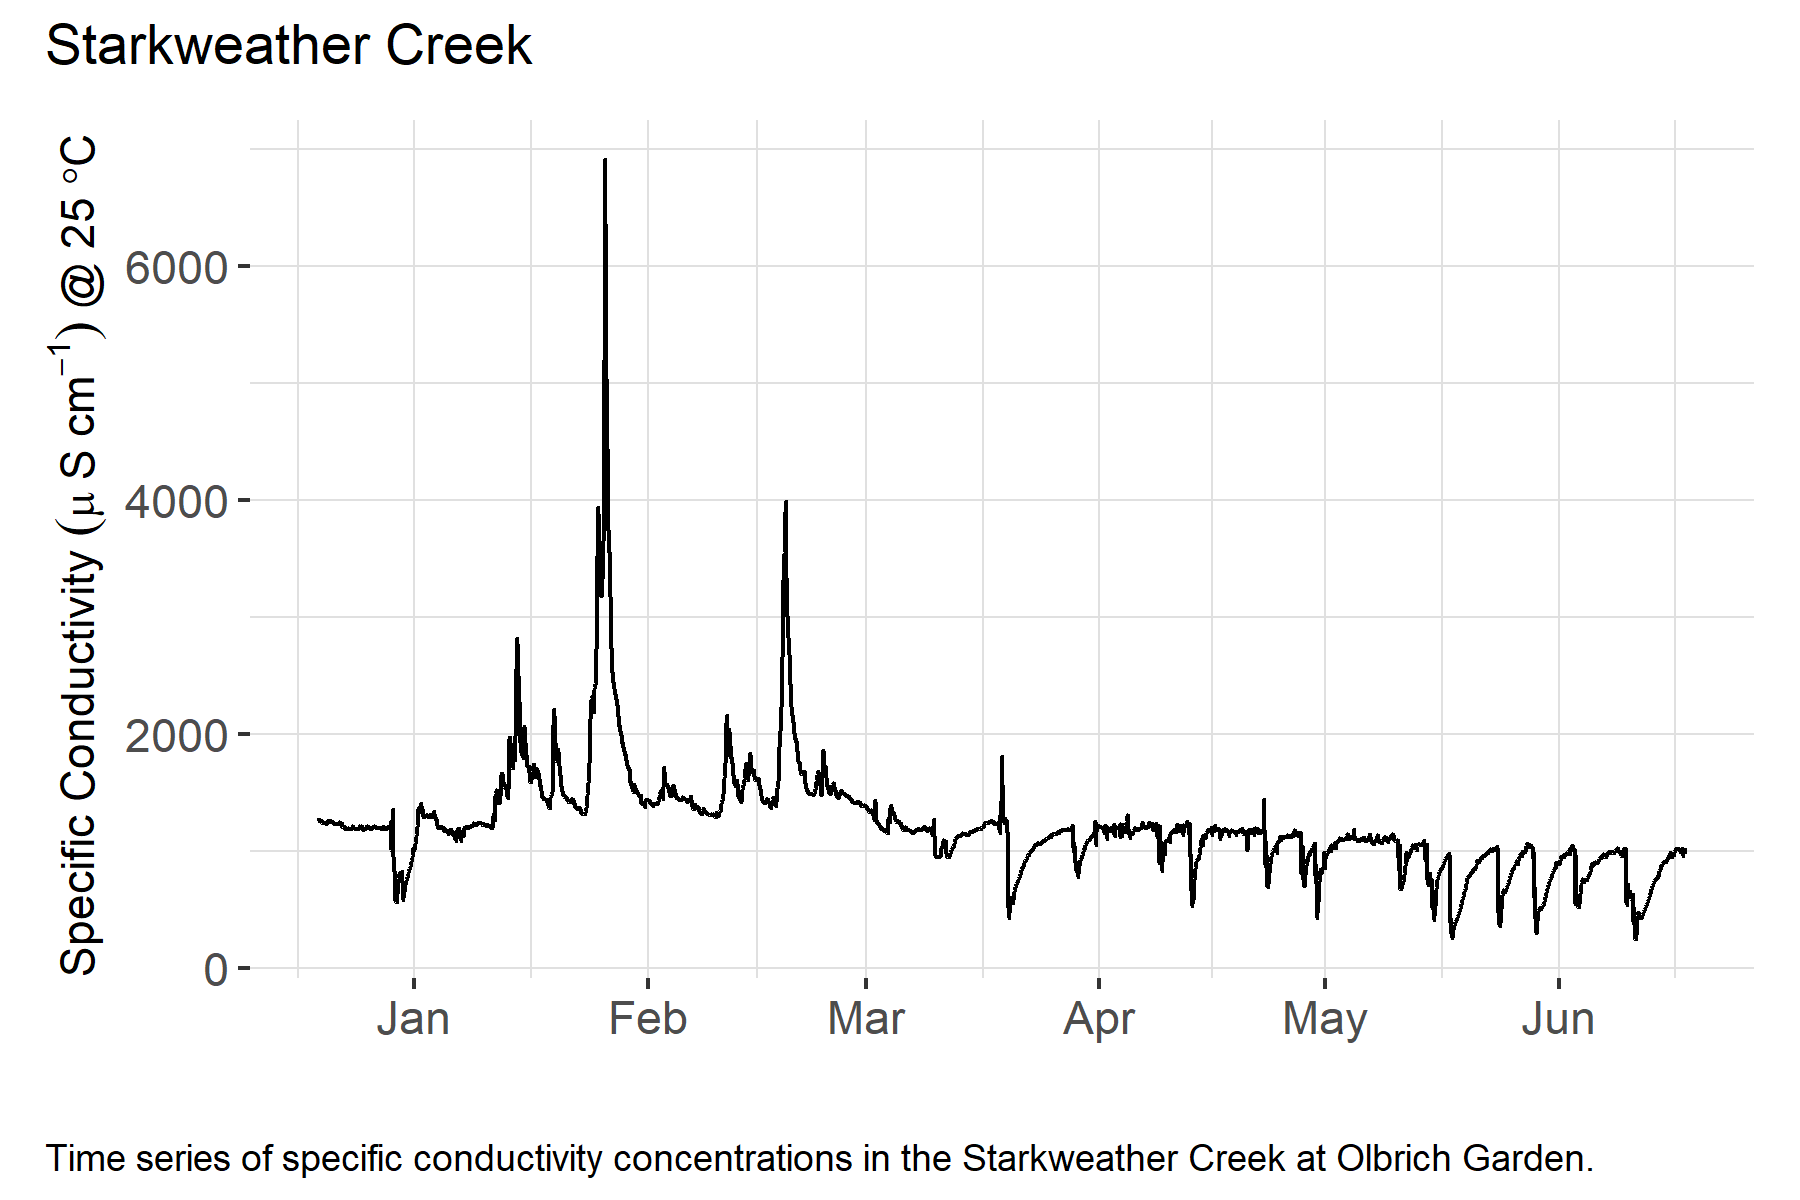 Starkweather Creek
Specific Conductivity (μ S cm⁻¹) @ 25 °C
6000
4000
2000
0
Jan Feb Mar Apr May Jun
Time series of specific conductivity concentrations in the Starkweather Creek at Olbrich Garden.